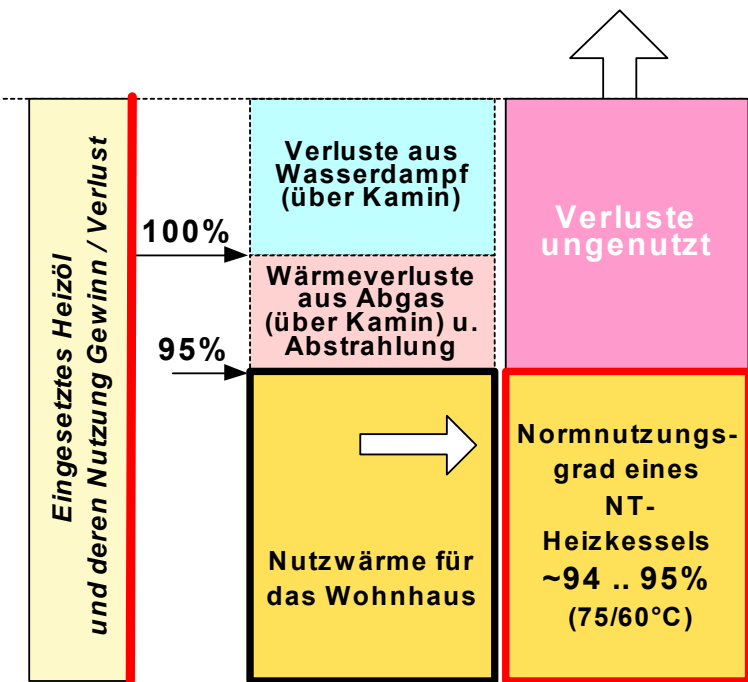 Eingesetztes Heizöl
und deren Nutzung Gewinn / Verlust
100%
95%
Verluste aus
Wasserdampf
(über Kamin)
Wärmeverluste
aus Abgas
(über Kamin) u.
Abstrahlung
Nutzwärme für
das Wohnhaus
Verluste
ungenutzt
Normnutzungs-
grad eines
NT-
Heizkessels
~94 .. 95%
(75/60°C)